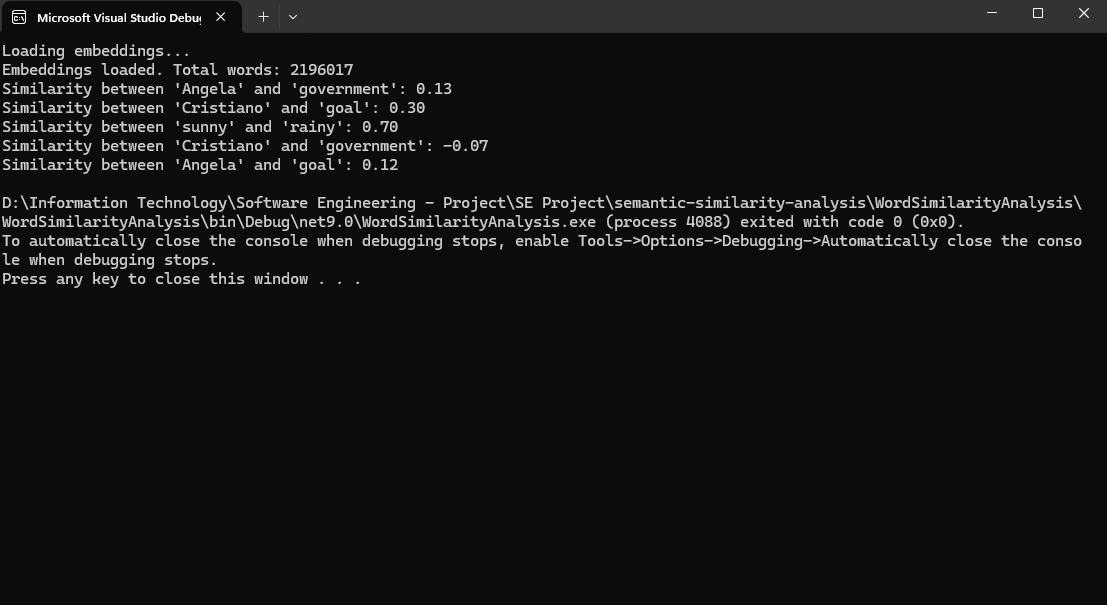 Microsoft Visual Studio Debu
Loading embeddings...
Embeddings loaded. Total words: 2196017
Similarity between 'Angela' and 'government': 0.13
Similarity between 'Cristiano' and 'goal': 0.30
Similarity between 'sunny' and 'rainy': 0.70
Similarity between 'Cristiano' and 'government': -0.07
Similarity between 'Angela' and 'goal': 0.12
D:\Information Technology\Software Engineering - Project\SE Project\semantic-similarity-analysis\WordSimilarityAnalysis\
WordSimilarityAnalysis\bin\Debug\net9.0\WordSimilarityAnalysis.exe (process 4088) exited with code 0 (0x0).
To automatically close the console when debugging stops, enable Tools->Options->Debugging->Automatically close the conso
le when debugging stops.
Press any key to close this window . . .